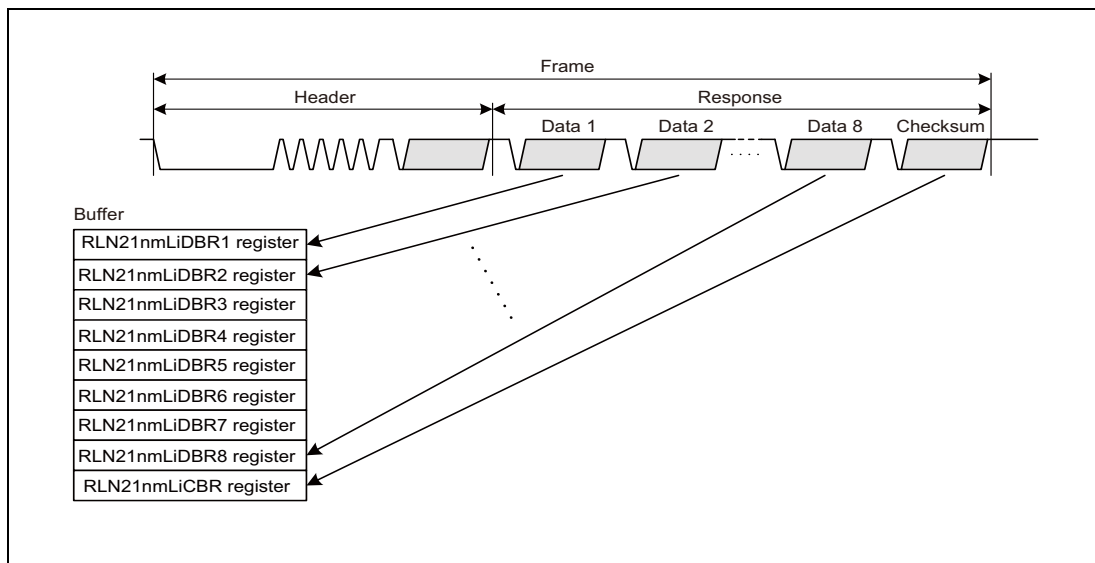 Frame
Header Response
Data 1 Data 2 Data 8 Checksum
Buffer
RLN21nmLiDBR1 register
RLN21nmLiDBR2 register
RLN21nmLiDBR3 register
RLN21nmLiDBR4 register
RLN21nmLiDBR5 register
RLN21nmLiDBR6 register
RLN21nmLiDBR7 register
RLN21nmLiDBR8 register
RLN21nmLiCBR register